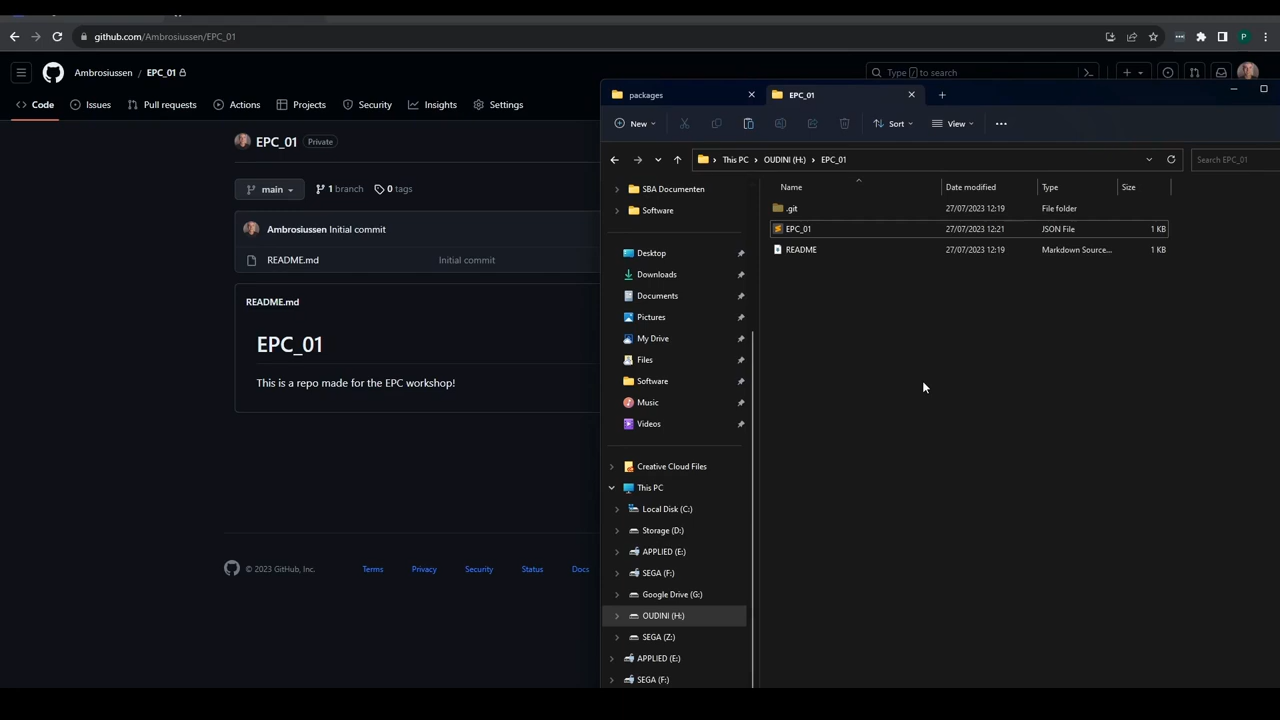 github.com/Ambrosiussen/EPC_01
P
Ambrosiussen / EPC_01
Type / to search
Code Issues Pull requests Actions Projects Security Insights Settings
EPC_01 Private
main 1 branch 0 tags
Ambrosiussen Initial commit
README.md Initial commit
README.md
EPC_01
This is a repo made for the EPC workshop!
© 2023 GitHub, Inc. Terms Privacy Security Status Docs
packages EPC_01
New Sort View
This PC OUDINI (H:) EPC_01 Search EPC_01
Name Date modified Type Size
.git 27/07/2023 12:19 File folder
EPC_01 27/07/2023 12:21 JSON File 1 KB
README 27/07/2023 12:19 Markdown Source... 1 KB
SBA Documenten
Software
Desktop
Downloads
Documents
Pictures
My Drive
Files
Software
Music
Videos
Creative Cloud Files
This PC
Local Disk (C:)
Storage (D:)
APPLIED (E:)
SEGA (F:)
Google Drive (G:)
OUDINI (H:)
SEGA (Z:)
APPLIED (E:)
SEGA (F:)